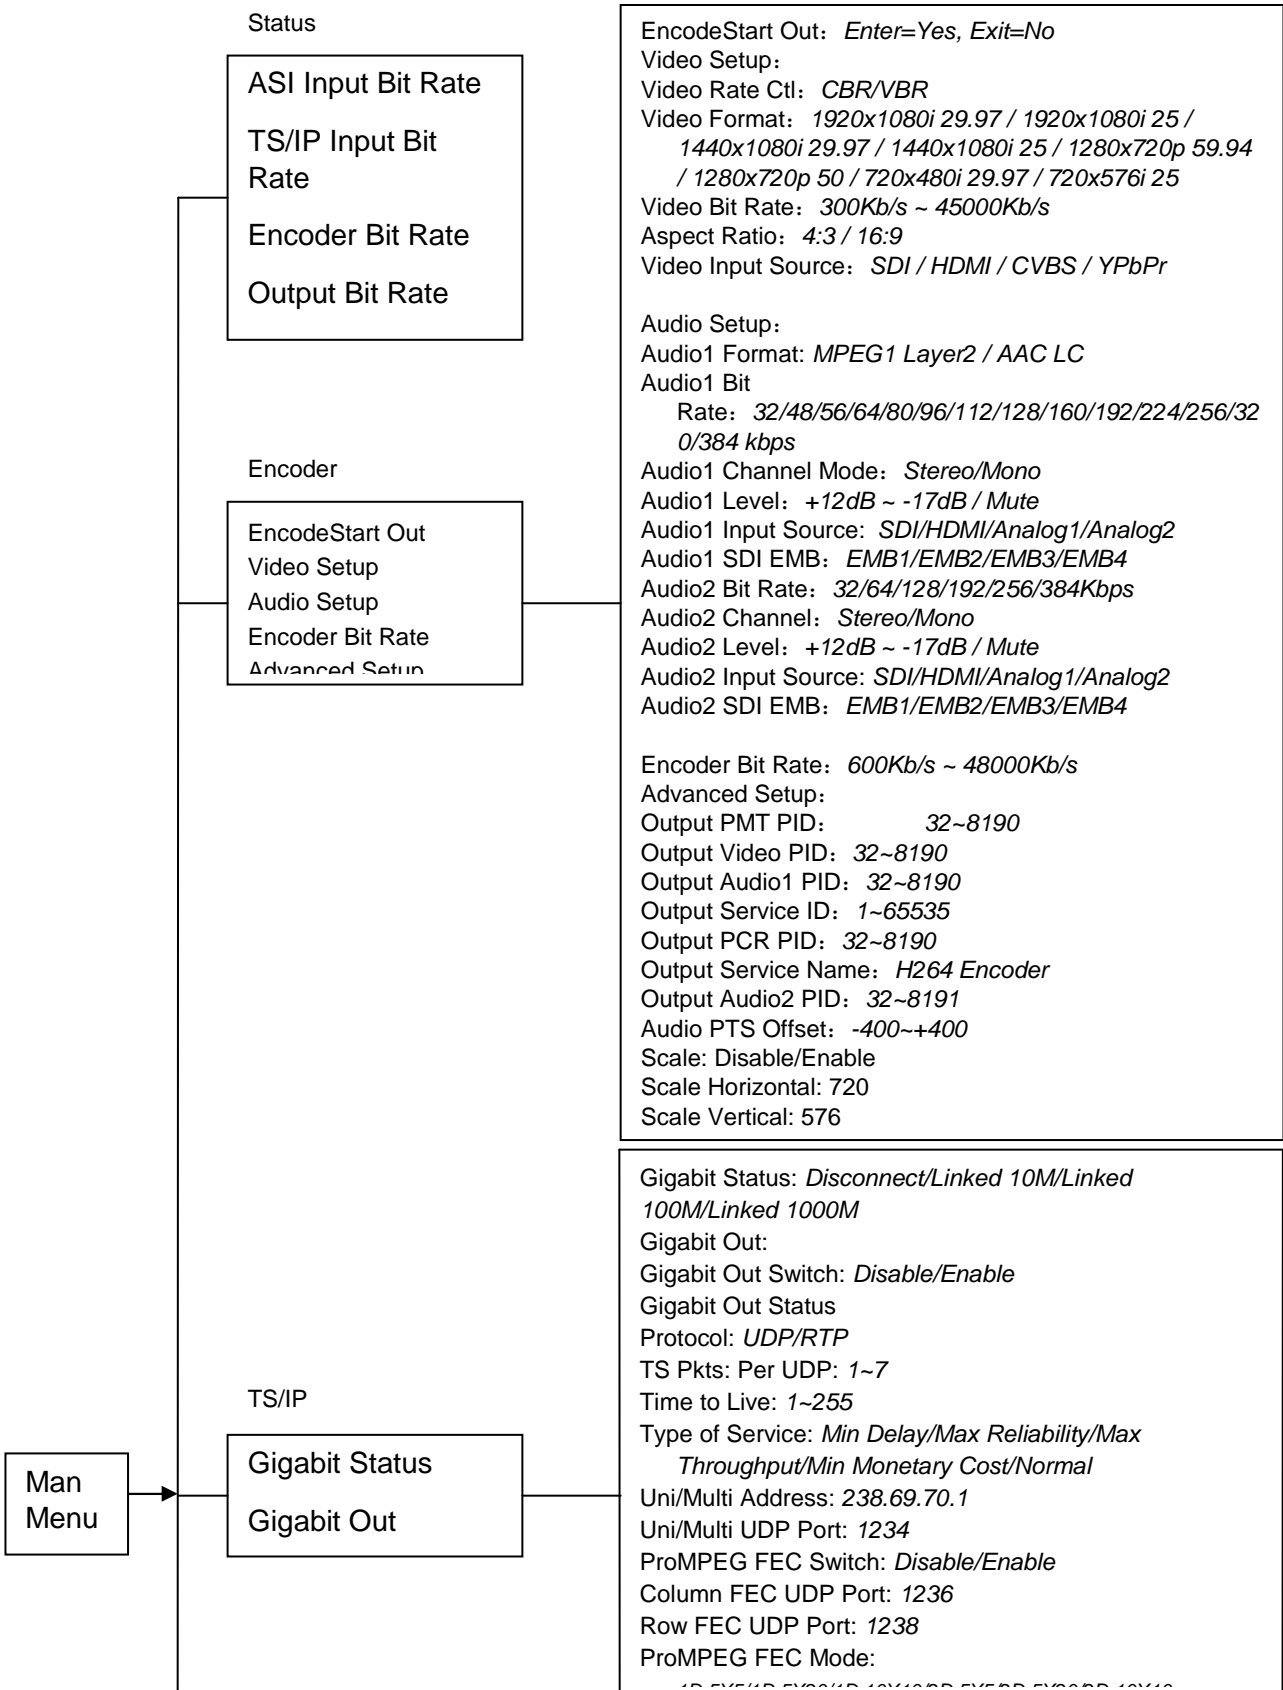 Status
ASI Input Bit Rate
TS/IP Input Bit
Rate
Encoder Bit Rate
Output Bit Rate
Encoder
EncodeStart Out
Video Setup
Audio Setup
Encoder Bit Rate
Advanced Setup
TS/IP
Gigabit Status
Gigabit Out
Man
Menu
EncodeStart Out：Enter=Yes, Exit=No
Video Setup：
Video Rate Ctl：CBR/VBR
Video Format：1920x1080i 29.97 / 1920x1080i 25 /
1440x1080i 29.97 / 1440x1080i 25 / 1280x720p 59.94
/ 1280x720p 50 / 720x480i 29.97 / 720x576i 25
Video Bit Rate：300Kb/s ~ 45000Kb/s
Aspect Ratio：4:3 / 16:9
Video Input Source：SDI / HDMI / CVBS / YPbPr
Audio Setup：
Audio1 Format: MPEG1 Layer2 / AAC LC
Audio1 Bit
Rate：32/48/56/64/80/96/112/128/160/192/224/256/32
0/384 kbps
Audio1 Channel Mode：Stereo/Mono
Audio1 Level：+12dB ~ -17dB / Mute
Audio1 Input Source: SDI/HDMI/Analog1/Analog2
Audio1 SDI EMB：EMB1/EMB2/EMB3/EMB4
Audio2 Bit Rate：32/64/128/192/256/384Kbps
Audio2 Channel：Stereo/Mono
Audio2 Level：+12dB ~ -17dB / Mute
Audio2 Input Source: SDI/HDMI/Analog1/Analog2
Audio2 SDI EMB：EMB1/EMB2/EMB3/EMB4
Encoder Bit Rate：600Kb/s ~ 48000Kb/s
Advanced Setup：
Output PMT PID： 32~8190
Output Video PID：32~8190
Output Audio1 PID：32~8190
Output Service ID：1~65535
Output PCR PID：32~8190
Output Service Name：H264 Encoder
Output Audio2 PID：32~8191
Audio PTS Offset：-400~+400
Scale: Disable/Enable
Scale Horizontal: 720
Scale Vertical: 576
Gigabit Status: Disconnect/Linked 10M/Linked
100M/Linked 1000M
Gigabit Out:
Gigabit Out Switch: Disable/Enable
Gigabit Out Status
Protocol: UDP/RTP
TS Pkts: Per UDP: 1~7
Time to Live: 1~255
Type of Service: Min Delay/Max Reliability/Max
Throughput/Min Monetary Cost/Normal
Uni/Multi Address: 238.69.70.1
Uni/Multi UDP Port: 1234
ProMPEG FEC Switch: Disable/Enable
Column FEC UDP Port: 1236
Row FEC UDP Port: 1238
ProMPEG FEC Mode: